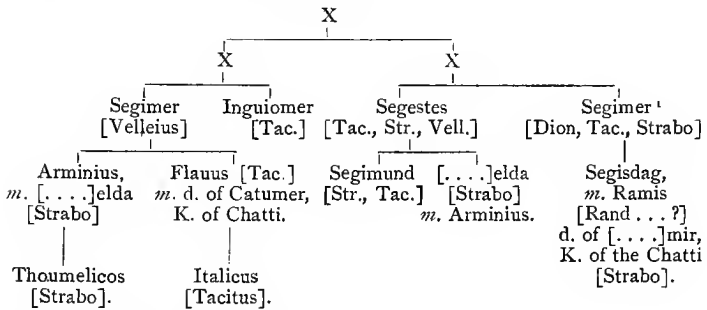 X
X X
Segimer Inguiomer Segestes Segimer ¹
[Velleius] [Tac.] [Tac., Str., Vell.] [Dion, Tac., Strabo]
Arminius, Flauus [Tac.] Segimund [. . . .]elda Segisdag,
m. [. . . .]elda m. d. of Catumer, [Str., Tac.] [Strabo] m. Ramis
[Strabo] K. of Chatti. m. Arminius. [Rand . . . ?]
d. of [. . . .]mir,
Thoumelicos Italicus K. of the Chatti
[Strabo]. [Tacitus]. [Strabo].